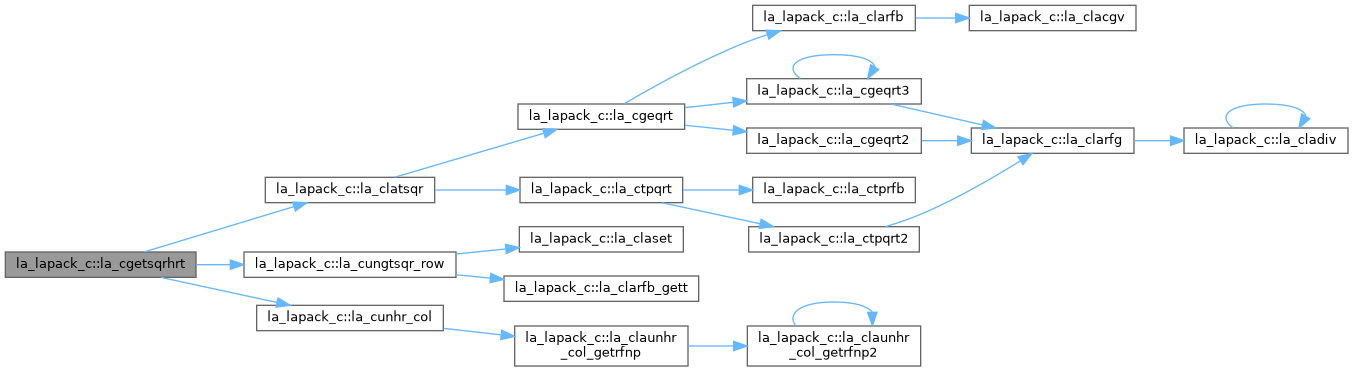 la_lapack_c::la_clarfb
la_lapack_c::la_clacgv
la_lapack_c::la_cgeqrt3
la_lapack_c::la_cgeqrt
la_lapack_c::la_cgeqrt2
la_lapack_c::la_clarfg
la_lapack_c::la_cladiv
la_lapack_c::la_clatsqr
la_lapack_c::la_ctpqrt
la_lapack_c::la_ctprfb
la_lapack_c::la_ctpqrt2
la_lapack_c::la_claset
la_lapack_c::la_cgetsqrhrt
la_lapack_c::la_cungtsqr_row
la_lapack_c::la_clarfb_gett
la_lapack_c::la_cunhr_col
la_lapack_c::la_claunhr
_col_getrfnp
la_lapack_c::la_claunhr
_col_getrfnp2